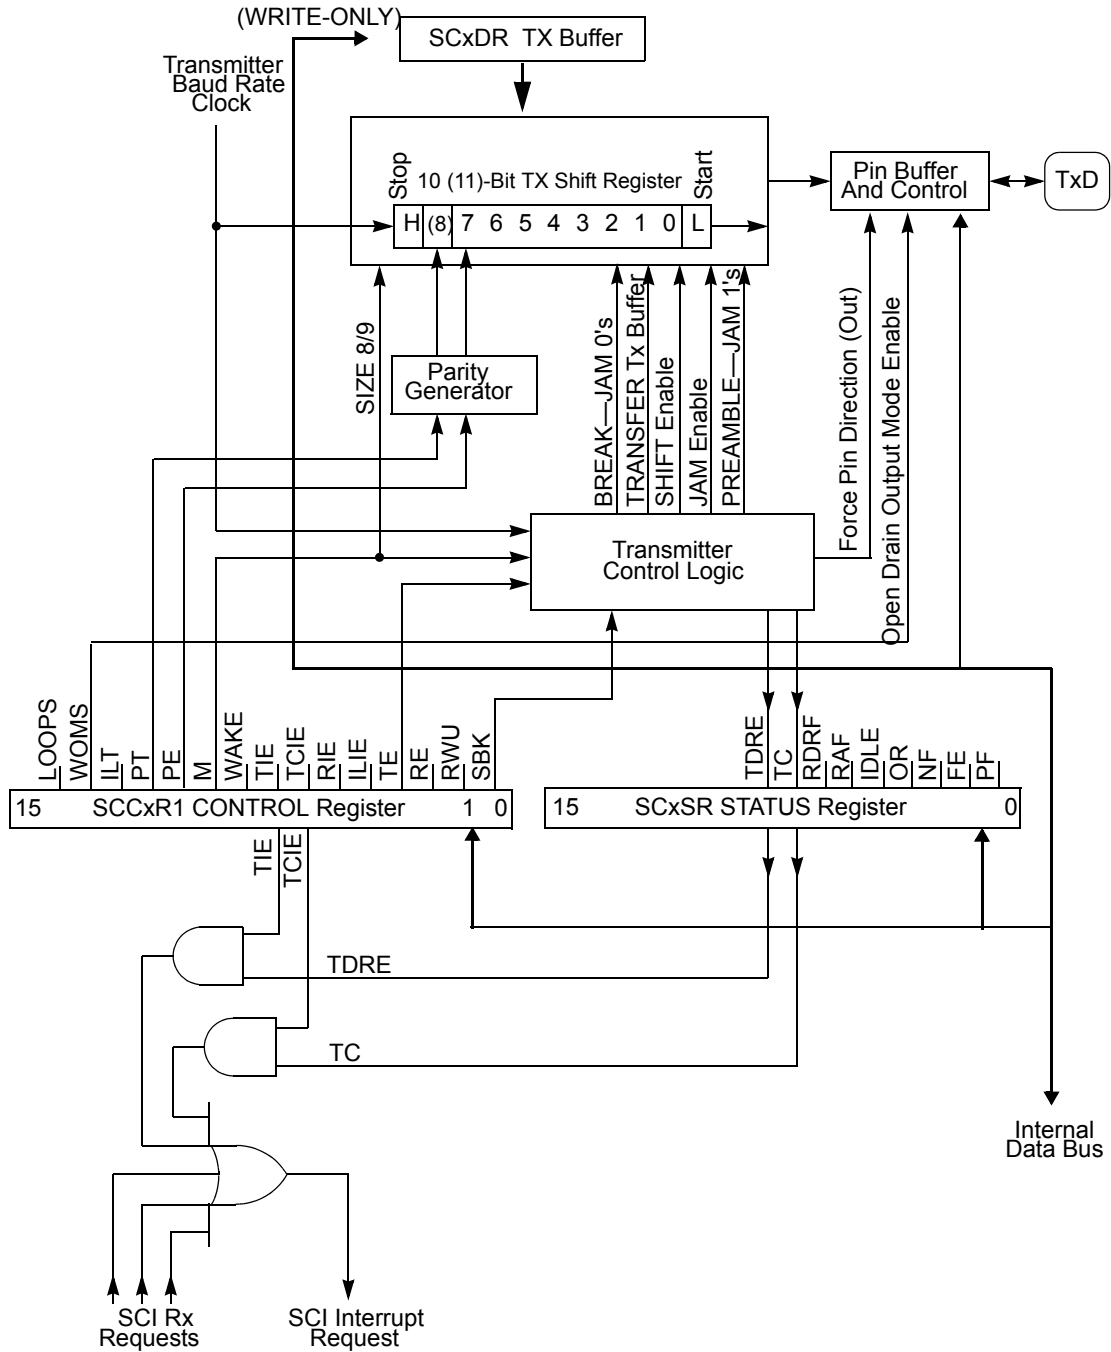 (WRITE-ONLY)
SCxDR TX Buffer
Transmitter
Baud Rate
Clock
Stop
10 (11)-Bit TX Shift Register
Start
H (8) 7 6 5 4 3 2 1 0 L
Pin Buffer
And Control
TxD
SIZE 8/9
Parity
Generator
BREAK—JAM 0's
TRANSFER Tx Buffer
SHIFT Enable
JAM Enable
PREAMBLE—JAM 1's
Force Pin Direction (Out)
Open Drain Output Mode Enable
Transmitter
Control Logic
LOOPS
WOMS
ILT
PT
PE
M
WAKE
TIE
TCIE
RIE
ILIE
TE
RE
RWU
SBK
TDRE
TC
RDRF
RAF
IDLE
OR
NF
FE
PF
15 SCCxR1 CONTROL Register 1 0
15 SCxSR STATUS Register 0
TIE
TCIE
TDRE
TC
Internal
Data Bus
SCI Rx
Requests
SCI Interrupt
Request